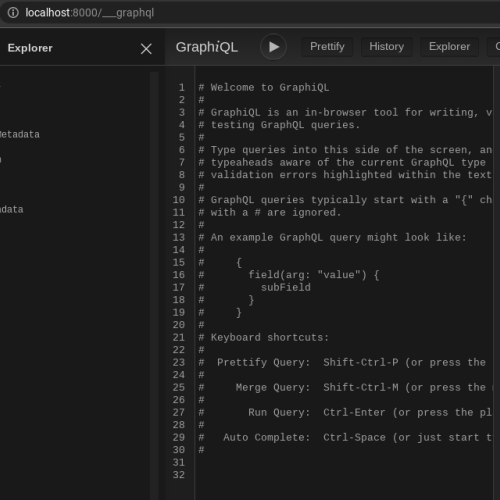 localhost:8000/___graphql
Explorer
GraphiQL
Prettify
History
Explorer
1 # Welcome to GraphiQL
2 #
3 # GraphiQL is an in-browser tool for writing, v
4 # testing GraphQL queries.
5 #
6 # Type queries into this side of the screen, an
7 # typeaheads aware of the current GraphQL type
8 # validation errors highlighted within the text
9 #
10 # GraphQL queries typically start with a "{" ch
11 # with a # are ignored.
12 #
13 # An example GraphQL query might look like:
14 #
15 #     {
16 #       field(arg: "value") {
17 #         subField
18 #       }
19 #     }
20 #
21 # Keyboard shortcuts:
22 #
23 #  Prettify Query:  Shift-Ctrl-P (or press the
24 #
25 #     Merge Query:  Shift-Ctrl-M (or press the
26 #
27 #       Run Query:  Ctrl-Enter (or press the pl
28 #
29 #   Auto Complete:  Ctrl-Space (or just start t
30 #
31
32
etadata
data